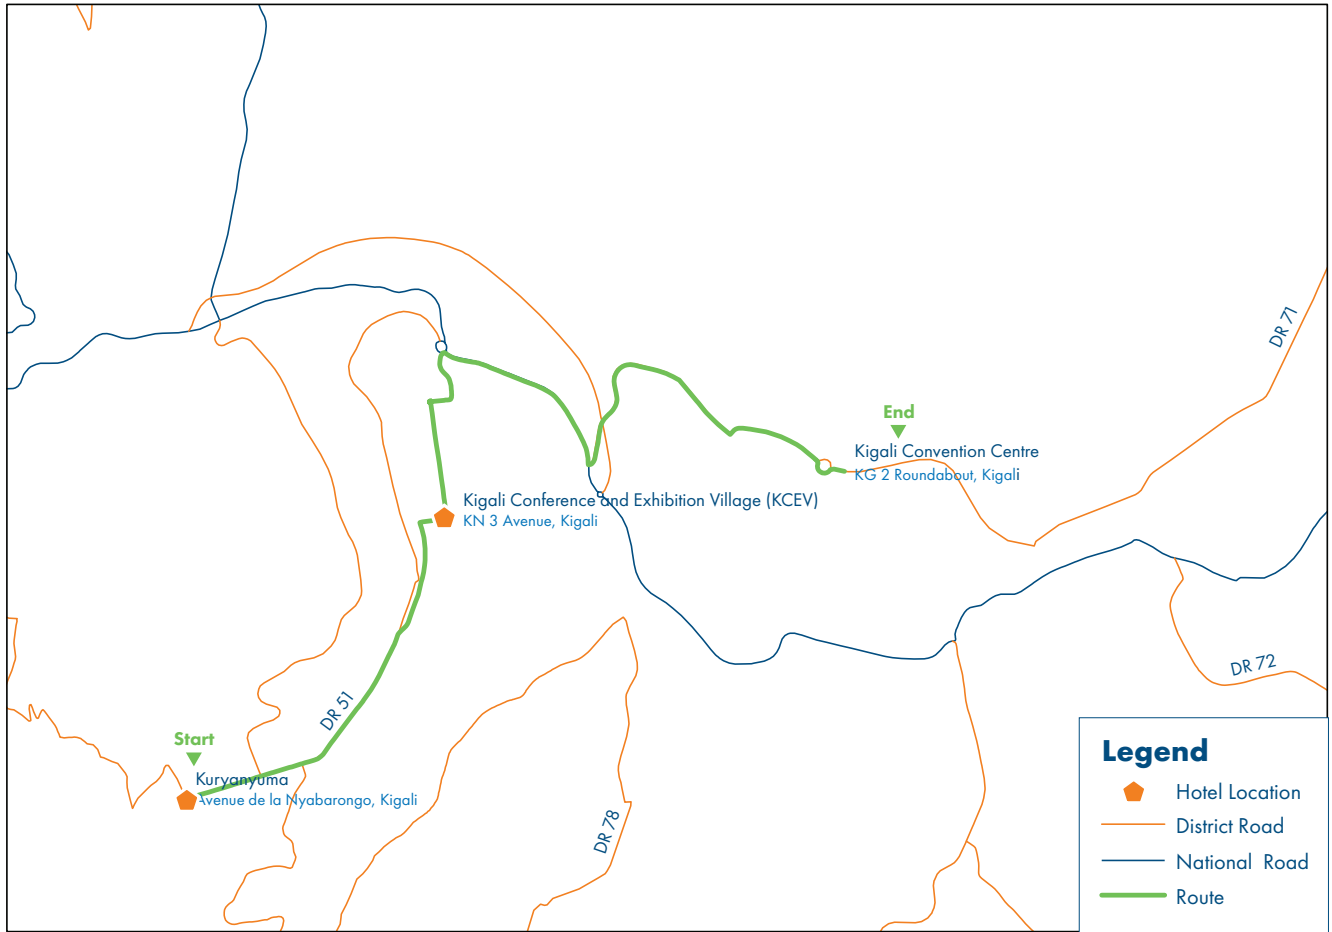 DR 71
End
Kigali Convention Centre
KG 2 Roundabout, Kigali
Kigali Conference and Exhibition Village (KCEV)
KN 3 Avenue, Kigali
DR 72
DR 51
Start
Kuryanyuma
Avenue de la Nyabarongo, Kigali
DR 78
Legend
Hotel Location
District Road
National Road
Route